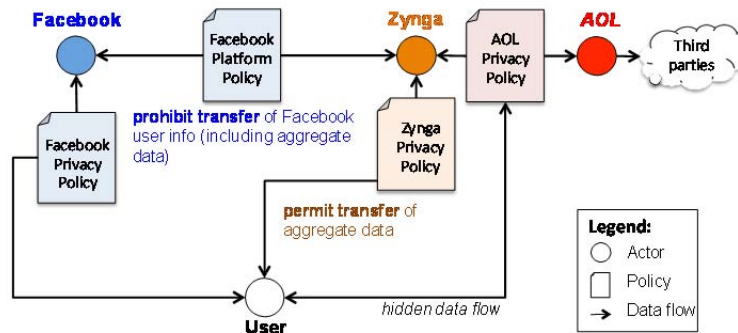 Facebook
Zynga
AOL
Facebook
Platform
Policy
AOL
Privacy
Policy
Third
parties
prohibit transfer of Facebook
user info (including aggregate
data)
Facebook
Privacy
Policy
Zynga
Privacy
Policy
permit transfer of
aggregate data
hidden data flow
User
Legend:
Actor
Policy
Data flow